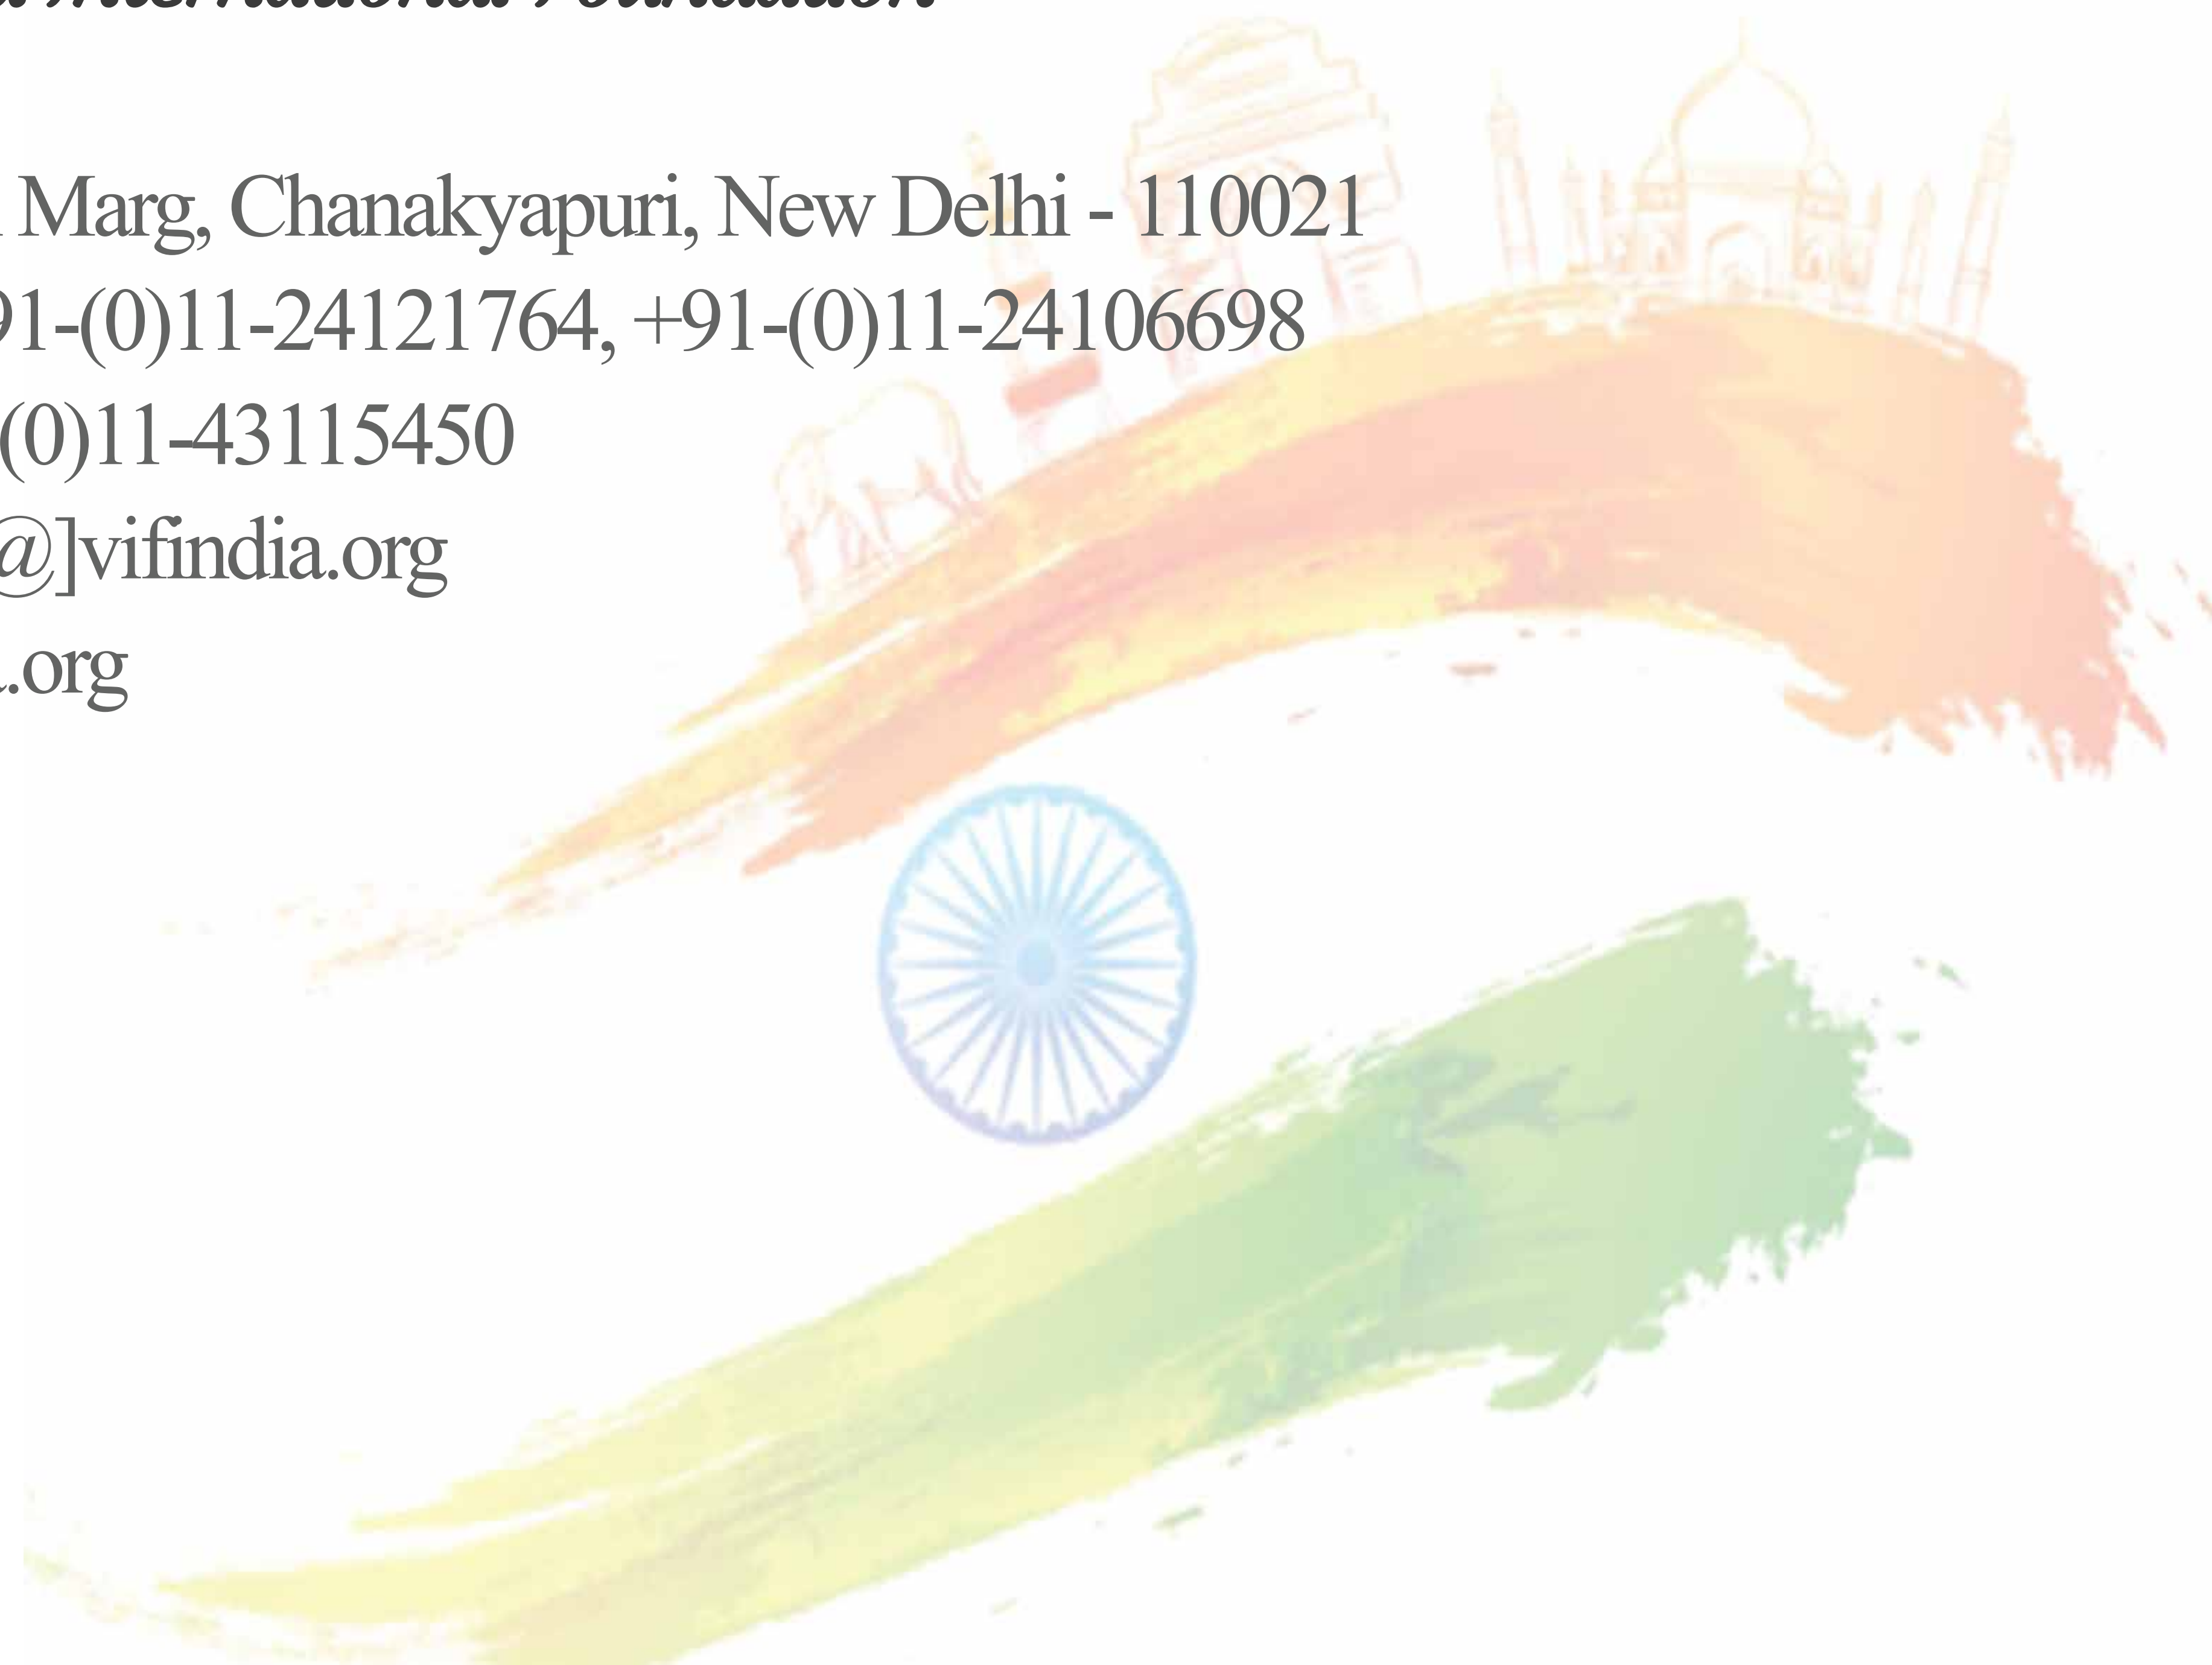 Marg, Chanakyapuri, New Delhi - 110021
91-(0)11-24121764, +91-(0)11-24106698
(0)11-43115450
@]vifindia.org
.org